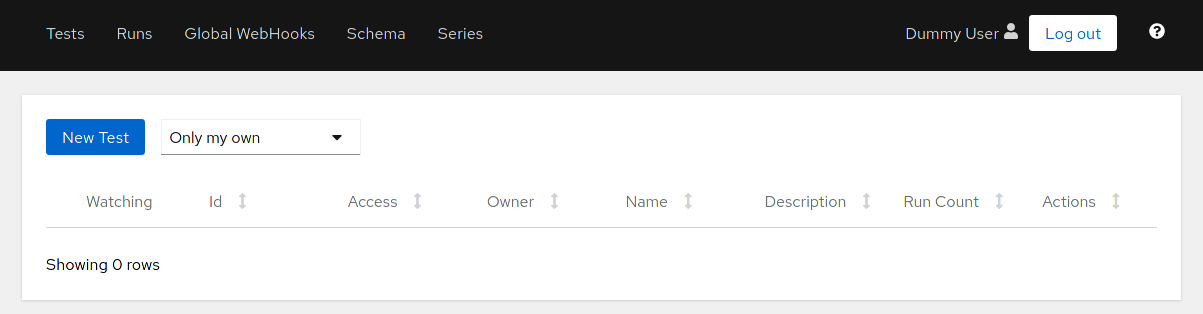 Tests Runs Global WebHooks Schema Series Dummy User Log out
New Test Only my own
Watching Id Access Owner Name Description Run Count Actions
Showing 0 rows